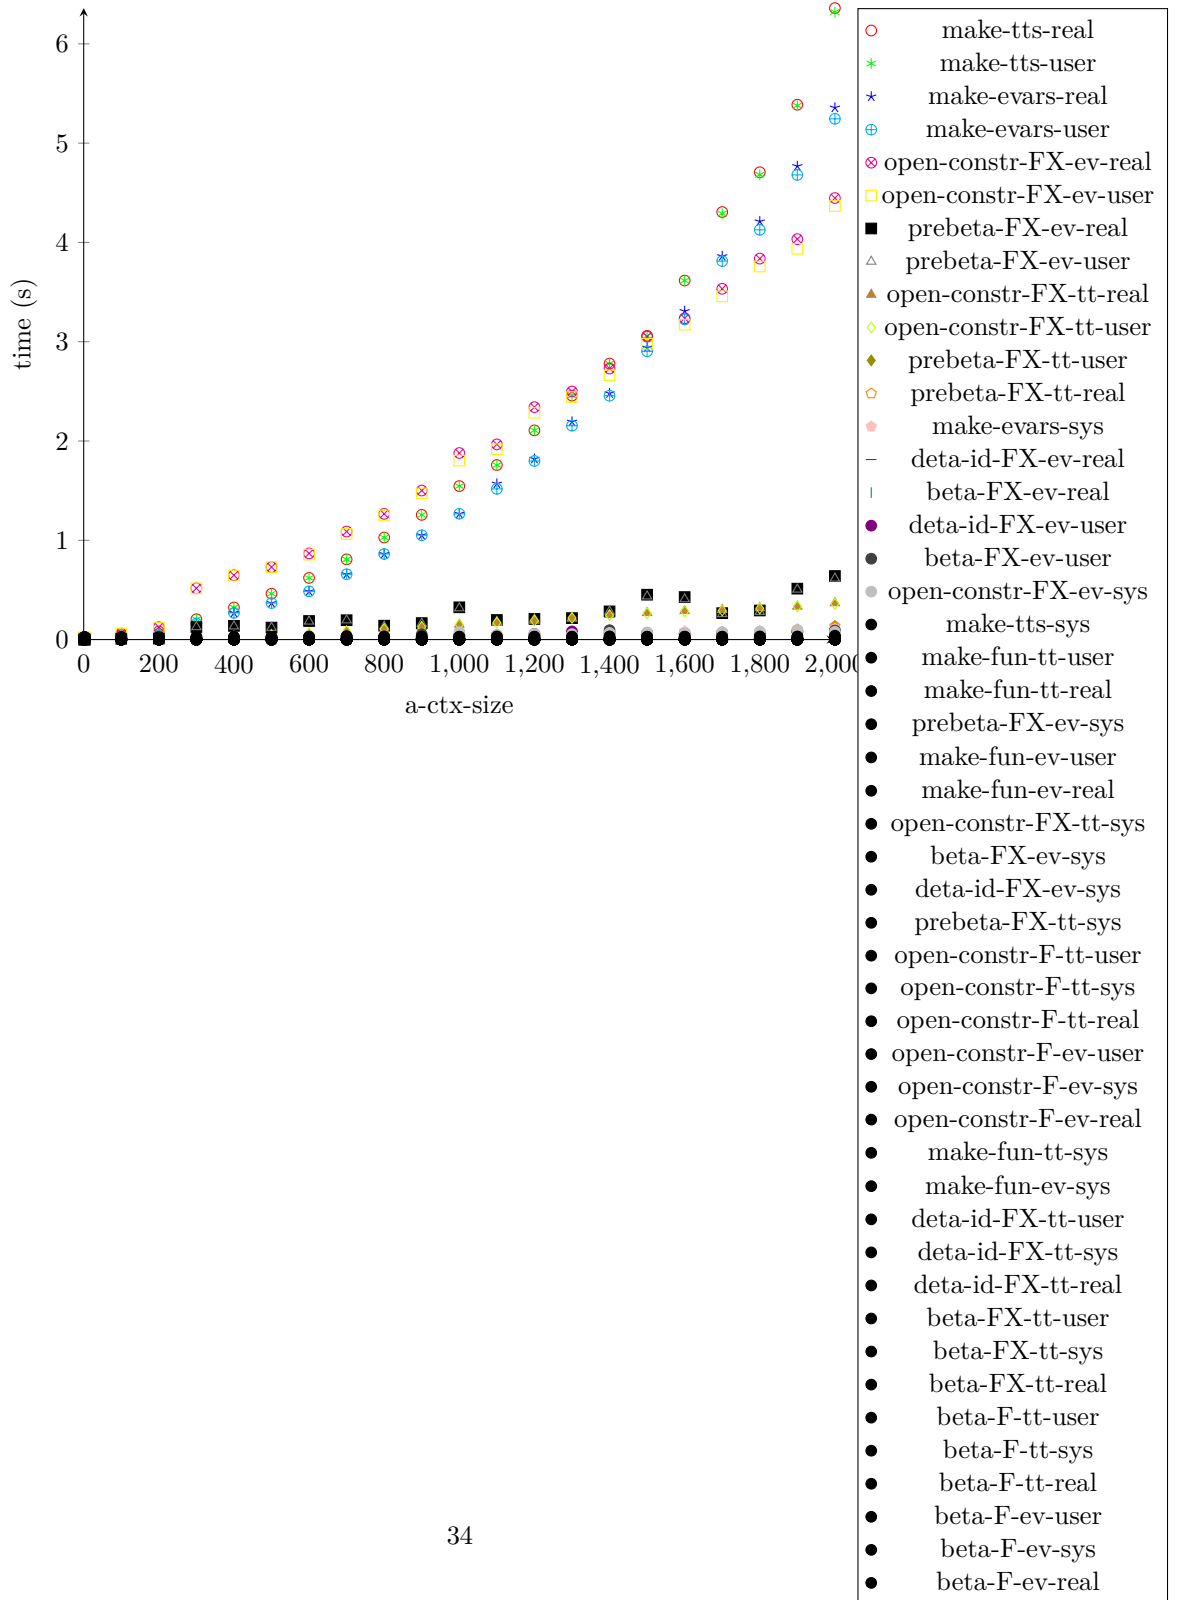 6
5
4
3
2
1
0
time (s)
0 200 400 600 800 1,000 1,200 1,400 1,600 1,800 2,000
a-ctx-size
make-tts-real
make-tts-user
make-evars-real
make-evars-user
open-constr-FX-ev-real
open-constr-FX-ev-user
prebeta-FX-ev-real
prebeta-FX-ev-user
open-constr-FX-tt-real
open-constr-FX-tt-user
prebeta-FX-tt-user
prebeta-FX-tt-real
make-evars-sys
deta-id-FX-ev-real
beta-FX-ev-real
deta-id-FX-ev-user
beta-FX-ev-user
open-constr-FX-ev-sys
make-tts-sys
make-fun-tt-user
make-fun-tt-real
prebeta-FX-ev-sys
make-fun-ev-user
make-fun-ev-real
open-constr-FX-tt-sys
beta-FX-ev-sys
deta-id-FX-ev-sys
prebeta-FX-tt-sys
open-constr-F-tt-user
open-constr-F-tt-sys
open-constr-F-tt-real
open-constr-F-ev-user
open-constr-F-ev-sys
open-constr-F-ev-real
make-fun-tt-sys
make-fun-ev-sys
deta-id-FX-tt-user
deta-id-FX-tt-sys
deta-id-FX-tt-real
beta-FX-tt-user
beta-FX-tt-sys
beta-FX-tt-real
beta-F-tt-user
beta-F-tt-sys
beta-F-tt-real
beta-F-ev-user
beta-F-ev-sys
beta-F-ev-real
34